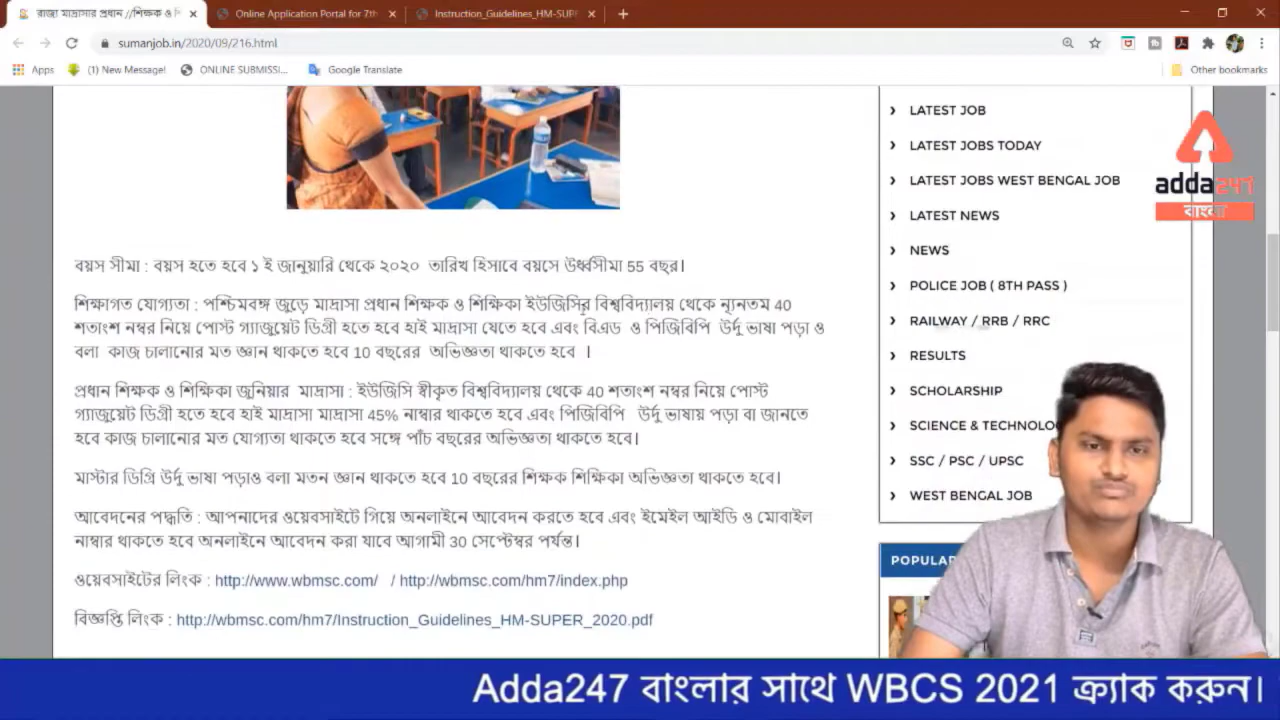 রাজ্য মাদ্রাসার প্রধান //শিক্ষক ও শি
Online Application Portal for 7th
Instruction_Guidelines_HM-SUPE
sumanjob.in/2020/09/216.html
Apps
(1) New Message!
ONLINE SUBMISSI...
Google Translate
Other bookmarks
LATEST JOB
LATEST JOBS TODAY
LATEST JOBS WEST BENGAL JOB
LATEST NEWS
NEWS
POLICE JOB ( 8TH PASS )
RAILWAY / RRB / RRC
RESULTS
SCHOLARSHIP
SCIENCE & TECHNOLO
SSC / PSC / UPSC
WEST BENGAL JOB
POPULA
adda247
বাংলা
বয়স সীমা : বয়স হতে হবে ১ ই জানুয়ারি থেকে ২০২০ তারিখ হিসাবে বয়সে উর্ধ্বসীমা 55 বছর।
শিক্ষাগত যোগ্যতা : পশ্চিমবঙ্গ জুড়ে মাদ্রাসা প্রধান শিক্ষক ও শিক্ষিকা ইউজিসির বিশ্ববিদ্যালয় থেকে ন্যূনতম 40
শতাংশ নম্বর নিয়ে পোস্ট গ্যাজুয়েট ডিগ্রী হতে হবে হাই মাদ্রাসা যেতে হবে এবং বিএড ও পিজিবিপি উর্দু ভাষা পড়া ও
বলা কাজ চালানোর মত জ্ঞান থাকতে হবে 10 বছরের অভিজ্ঞতা থাকতে হবে ।
প্রধান শিক্ষক ও শিক্ষিকা জুনিয়ার মাদ্রাসা : ইউজিসি স্বীকৃত বিশ্ববিদ্যালয় থেকে 40 শতাংশ নম্বর নিয়ে পোস্ট
গ্যাজুয়েট ডিগ্রী হতে হবে হাই মাদ্রাসা মাদ্রাসা 45% নাম্বার থাকতে হবে এবং পিজিবিপি উর্দু ভাষায় পড়া বা জানতে
হবে কাজ চালানোর মত যোগ্যতা থাকতে হবে সঙ্গে পাঁচ বছরের অভিজ্ঞতা থাকতে হবে।
মাস্টার ডিগ্রি উর্দু ভাষা পড়াও বলা মতন জ্ঞান থাকতে হবে 10 বছরের শিক্ষক শিক্ষিকা অভিজ্ঞতা থাকতে হবে।
আবেদনের পদ্ধতি : আপনাদের ওয়েবসাইটে গিয়ে অনলাইনে আবেদন করতে হবে এবং ইমেইল আইডি ও মোবাইল
নাম্বার থাকতে হবে অনলাইনে আবেদন করা যাবে আগামী 30 সেপ্টেম্বর পর্যন্ত।
ওয়েবসাইটের লিংক : http://www.wbmsc.com/ / http://wbmsc.com/hm7/index.php
বিজ্ঞপ্তি লিংক : http://wbmsc.com/hm7/Instruction_Guidelines_HM-SUPER_2020.pdf
Adda247 বাংলার সাথে WBCS 2021 ক্র্যাক করুন।